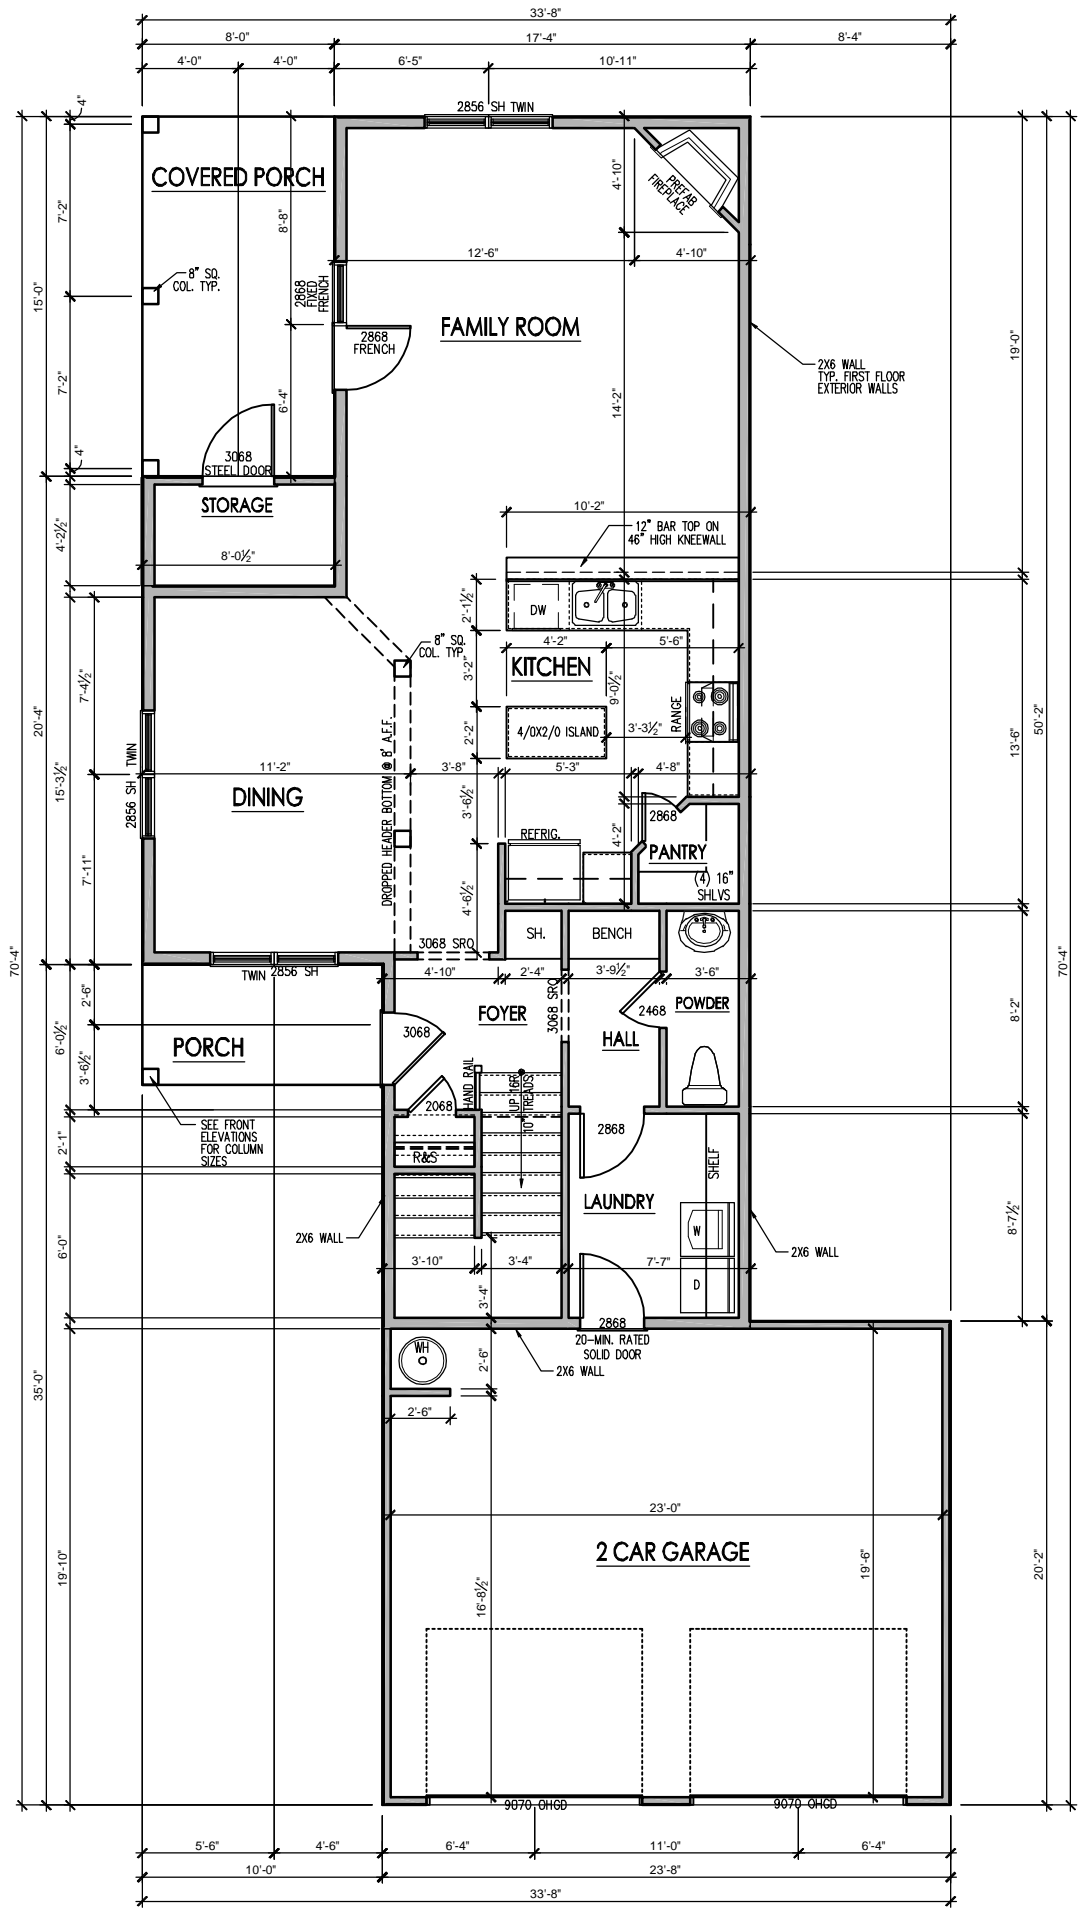 33'-8"
8'-0" 17'-4" 8'-4"
4'-0" 4'-0" 6'-5" 10'-11"
2856 SH TWIN
4"
COVERED PORCH
PREFAB
FIREPLACE
4'-10"
7'-2"
8'-8"
12'-6" 4'-10"
8" SQ.
COL. TYP.
2868
FIXED
FRENCH
15'-0"
FAMILY ROOM
2868
FRENCH
19'-0"
2X6 WALL
TYP. FIRST FLOOR
EXTERIOR WALLS
7'-2"
6'-4"
14'-2"
4"
3068
STEEL DOOR
STORAGE
10'-2"
12" BAR TOP ON
46" HIGH KNEEWALL
4'-2½"
8'-0½"
2'-1½"
DW
8" SQ.
COL. TYP.
4'-2" 5'-6"
KITCHEN
3'-2"
9'-0½"
7'-4½"
RANGE
2'-2"
4/0X2/0 ISLAND
3'-3½"
20'-4"
50'-2"
13'-6"
15'-3½"
11'-2" 3'-8" 5'-3" 4'-8"
2856 SH TWIN
DINING
DROPPED HEADER BOTTOM @ 8' A.F.F.
3'-6½"
2868
REFRIG.
4'-2"
PANTRY
(4) 16"
SHLVS
7'-11"
4'-6½"
SH. BENCH
3068 SRO
70'-4"
70'-4"
TWIN 2856 SH
4'-10" 2'-4" 3'-9½" 3'-6"
2'-6"
3068 SRO
POWDER
FOYER
2468
8'-2"
6'-0½"
3068
HALL
PORCH
3'-6½"
HAND RAIL
UP 16R
10" TREADS
2068
SEE FRONT
ELEVATIONS
FOR COLUMN
SIZES
2868
2'-1"
R&S
SHELF
LAUNDRY
8'-7½"
2X6 WALL
W
2X6 WALL
6'-0"
3'-10" 3'-4" 7'-7"
D
3'-4"
2868
20-MIN. RATED
SOLID DOOR
WH
2'-6"
2X6 WALL
35'-0"
2'-6"
23'-0"
2 CAR GARAGE
19'-10"
16'-8½"
19'-6"
20'-2"
9070 OHGD 9070 OHGD
5'-6" 4'-6" 6'-4" 11'-0" 6'-4"
10'-0" 23'-8"
33'-8"